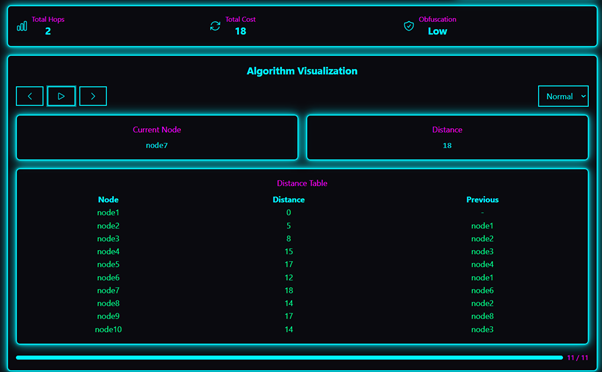 Total Hops
2
Total Cost
18
Obfuscation
Low
Algorithm Visualization
Normal
Current Node
node7
Distance
18
Distance Table
Node Distance Previous
node1 0 -
node2 5 node1
node3 8 node2
node4 15 node3
node5 17 node4
node6 12 node1
node7 18 node6
node8 14 node2
node9 17 node8
node10 14 node3
11 / 11